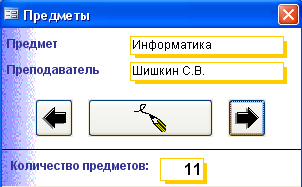 Предметы
Предмет Информатика
Преподаватель Шишкин С.В.
Количество предметов: 11